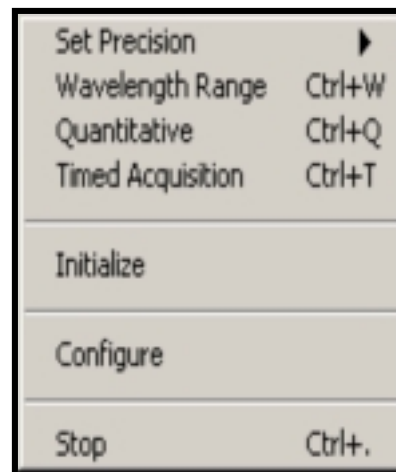 Set Precision
Wavelength Range Ctrl+W
Quantitative Ctrl+Q
Timed Acquisition Ctrl+T
Initialize
Configure
Stop Ctrl+.